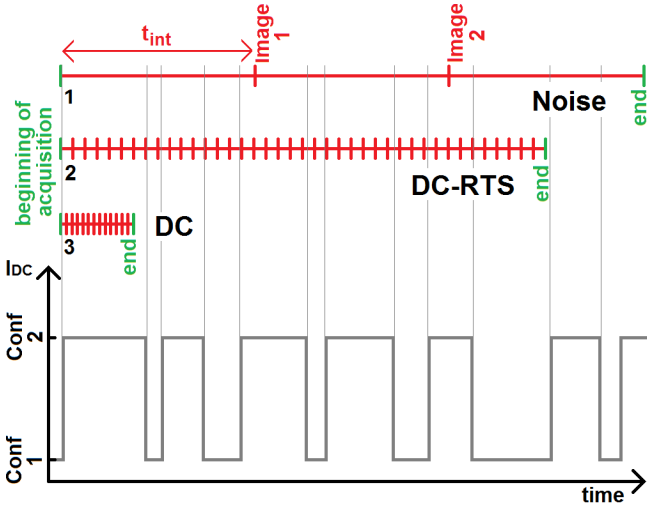 t_int
Image
1
Image
2
1
Noise
end
beginning of
acquisition
2
DC-RTS
end
3
DC
end
I_DC
Conf
2
Conf
1
time